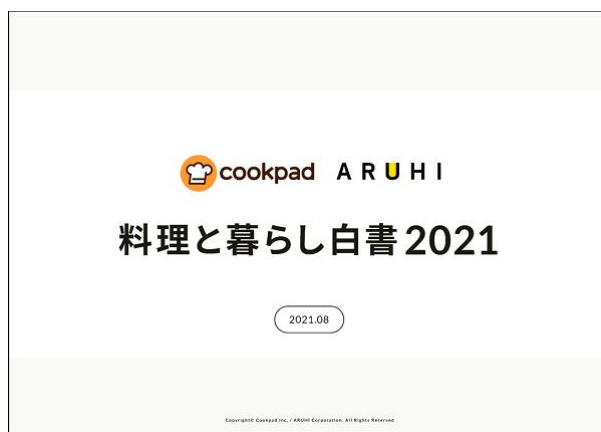 cookpad ARUHI
料理と暮らし白書2021
2021.08
Copyright© Cookpad Inc. / ARUHI Corporation. All Rights Reserved